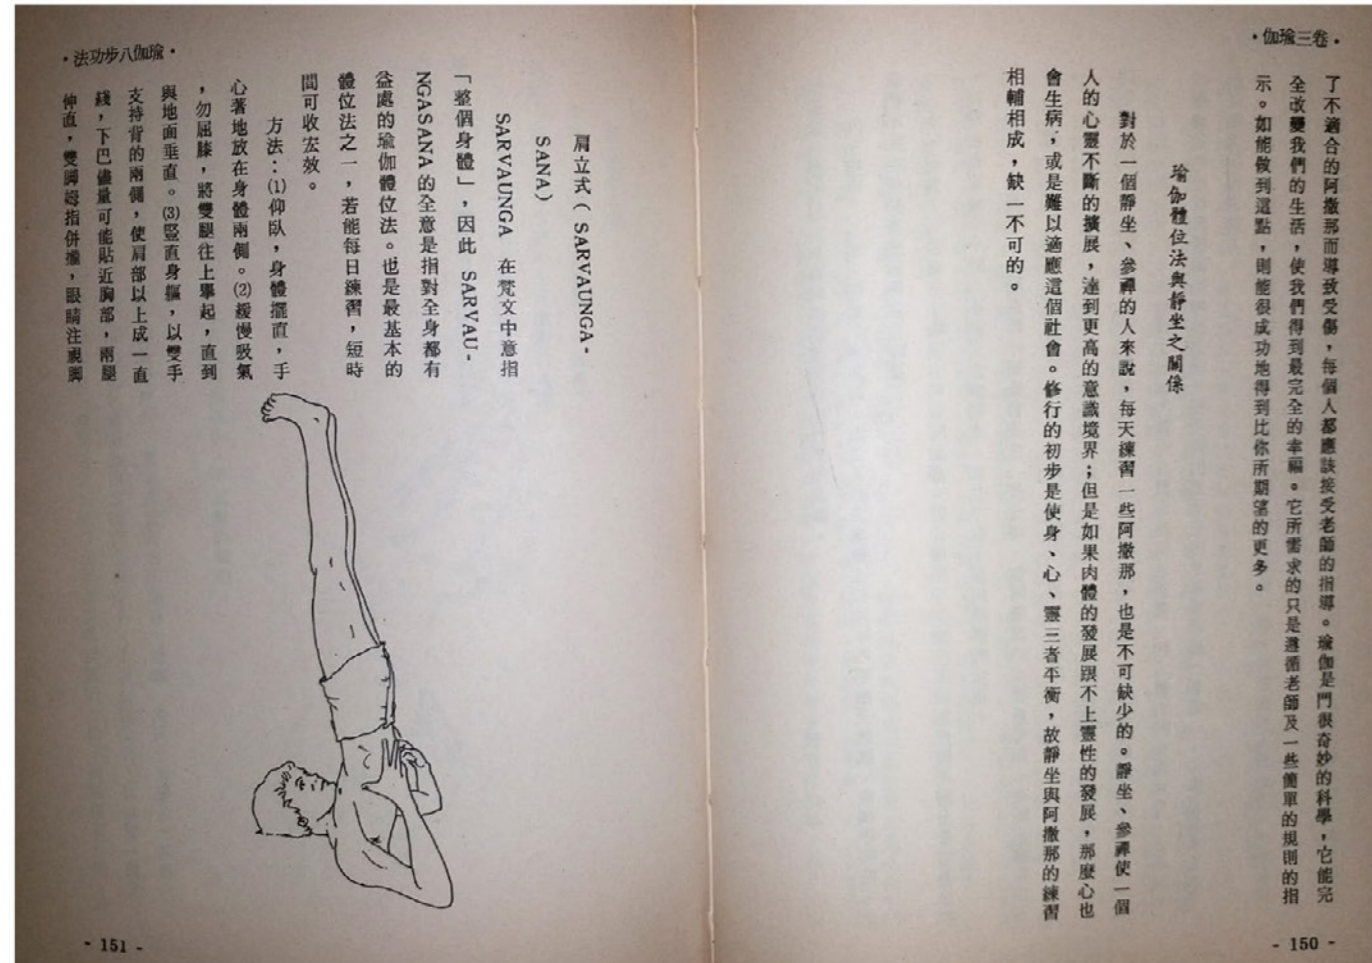 ・伽瑜三卷・
了不適合的阿撒那而導致受傷，每個人都應該接受老師的指導。瑜伽是門很奇妙的科學，它能完
全改變我們的生活，使我們得到最完全的幸福。它所需求的只是遵循老師及一些簡單的規則的指
示。如能做到這點，則能很成功地得到比你所期望的更多。
瑜伽體位法與靜坐之關係
對於一個靜坐、參禪的人來說，每天練習一些阿撒那，也是不可缺少的。靜坐、參禪使一個
人的心靈不斷的擴展，達到更高的意識境界；但是如果肉體的發展跟不上靈性的發展，那麼心也
會生病，或是難以適應這個社會。修行的初步是使身、心、靈三者平衡，故靜坐與阿撒那的練習
相輔相成，缺一不可的。
- 150 -
・法功步八伽瑜・
肩立式（SARVAUNGA-
SANA）
SARVAUNGA 在梵文中意指
「整個身體」，因此 SARVAU-
NGASANA的全意是指對全身都有
益處的瑜伽體位法。也是最基本的
體位法之一，若能每日練習，短時
間可收宏效。
方法：⑴仰臥，身體擺直，手
心著地放在身體兩側。⑵緩慢吸氣
，勿屈膝，將雙腿往上舉起，直到
與地面垂直。⑶豎直身軀，以雙手
支持背的兩側，使肩部以上成一直
綫，下巴儘量可能貼近胸部，兩腿
伸直，雙脚姆指併攏，眼睛注視脚
- 151 -